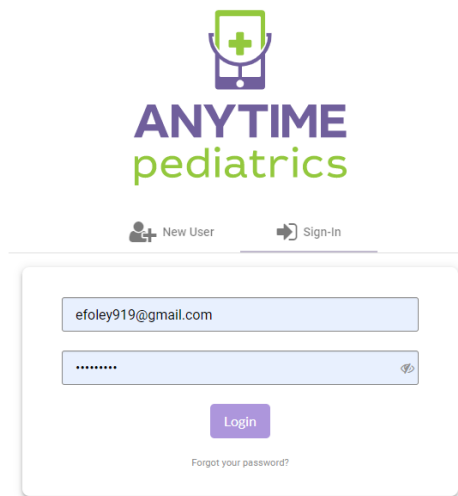 ANYTIME
pediatrics
New User Sign-In
efoley919@gmail.com
•••••••••
Login
Forgot your password?